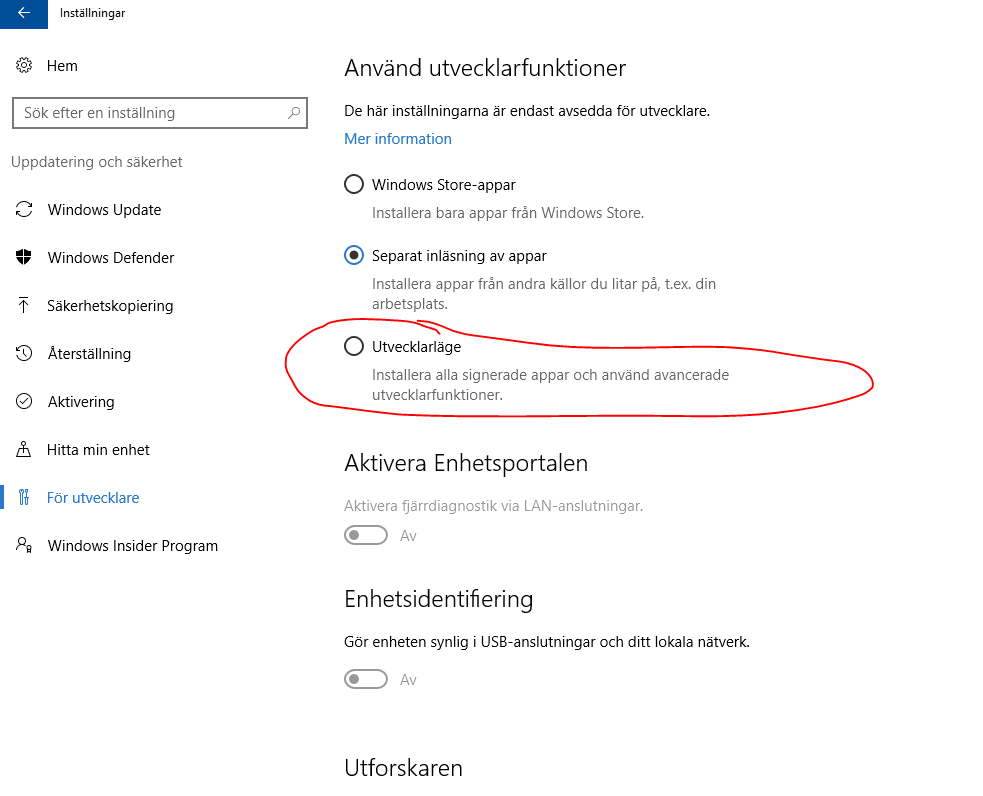 Inställningar
Hem
Sök efter en inställning
Uppdatering och säkerhet
Windows Update
Windows Defender
Säkerhetskopiering
Återställning
Aktivering
Hitta min enhet
För utvecklare
Windows Insider Program
Använd utvecklarfunktioner
De här inställningarna är endast avsedda för utvecklare.
Mer information
Windows Store-appar
Installera bara appar från Windows Store.
Separat inläsning av appar
Installera appar från andra källor du litar på, t.ex. din
arbetsplats.
Utvecklarläge
Installera alla signerade appar och använd avancerade
utvecklarfunktioner.
Aktivera Enhetsportalen
Aktivera fjärrdiagnostik via LAN-anslutningar.
Av
Enhetsidentifiering
Gör enheten synlig i USB-anslutningar och ditt lokala nätverk.
Av
Utforskaren